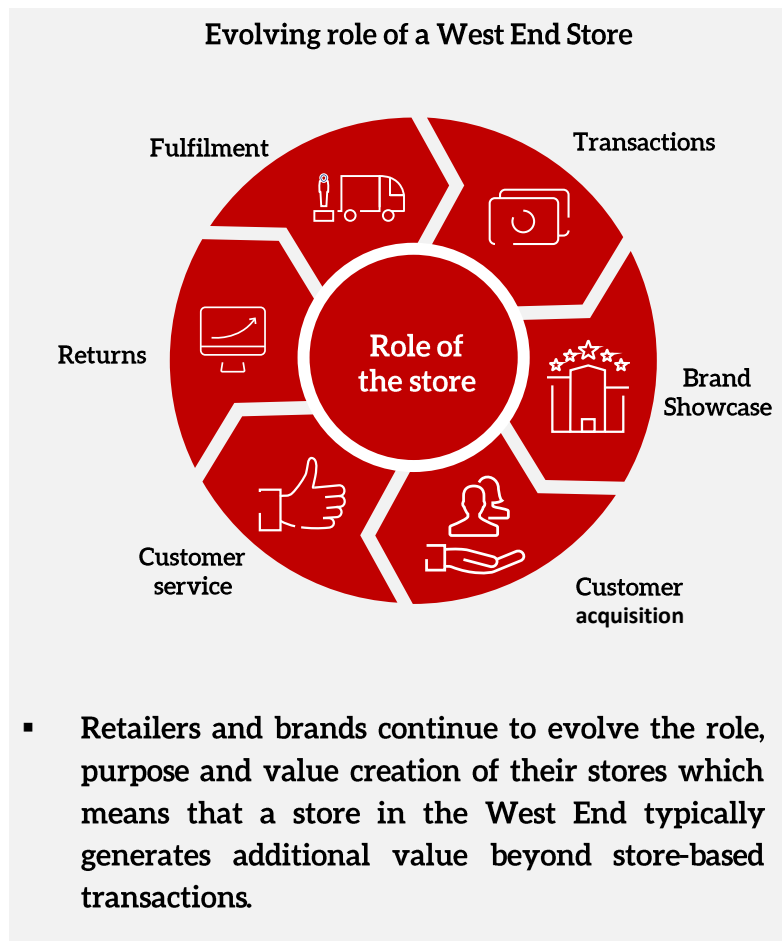 Evolving role of a West End Store
Fulfilment
Transactions
Returns
Role of
the store
Brand
Showcase
Customer
service
Customer
acquisition
▪ Retailers and brands continue to evolve the role,
purpose and value creation of their stores which
means that a store in the West End typically
generates additional value beyond store-based
transactions.